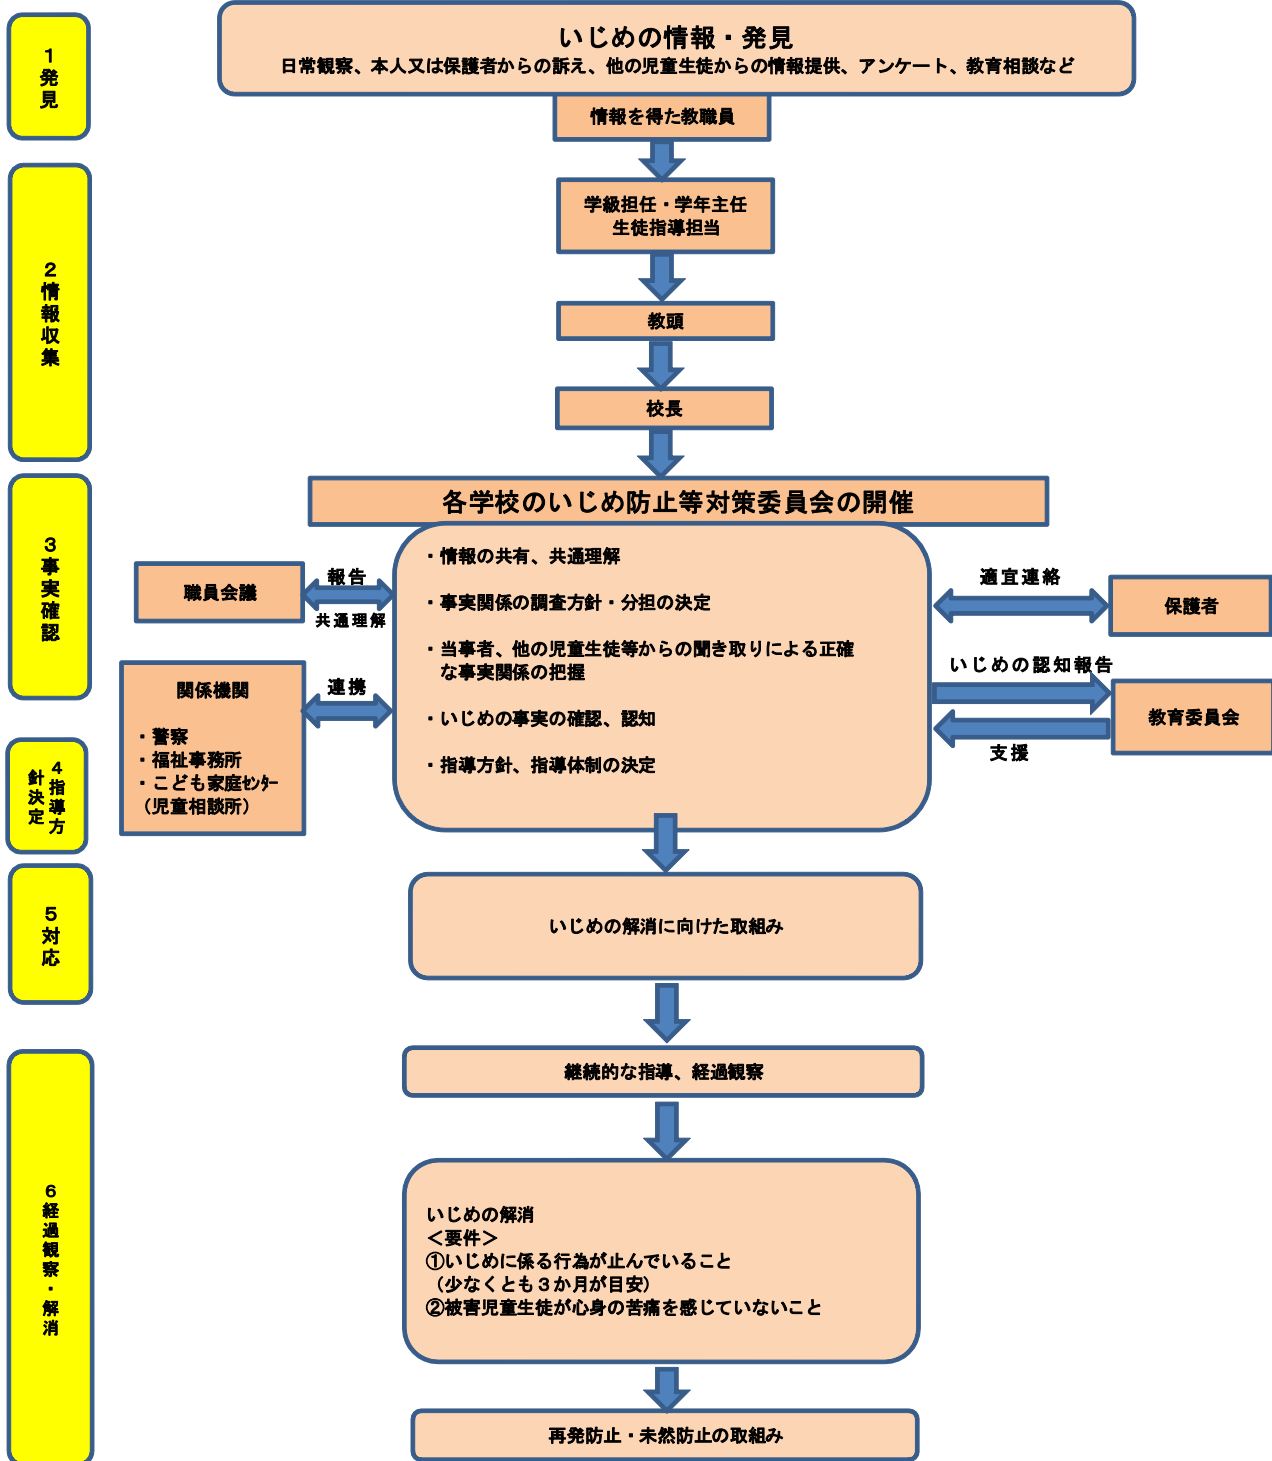 １発見
いじめの情報・発見
日常観察、本人又は保護者からの訴え、他の児童生徒からの情報提供、アンケート、教育相談など
情報を得た教職員
２情報収集
学級担任・学年主任
生徒指導担当
教頭
校長
３事実確認
各学校のいじめ防止等対策委員会の開催
・情報の共有、共通理解
・事実関係の調査方針・分担の決定
・当事者、他の児童生徒等からの聞き取りによる正確
な事実関係の把握
・いじめの事実の確認、認知
・指導方針、指導体制の決定
職員会議
報告
共通理解
関係機関
・警察
・福祉事務所
・こども家庭ｾﾝﾀｰ
（児童相談所）
連携
適宜連絡
保護者
いじめの認知報告
教育委員会
支援
４指導方
針決定
５対応
いじめの解消に向けた取組み
６経過観察・解消
継続的な指導、経過観察
いじめの解消
＜要件＞
①いじめに係る行為が止んでいること
（少なくとも３か月が目安）
②被害児童生徒が心身の苦痛を感じていないこと
再発防止・未然防止の取組み